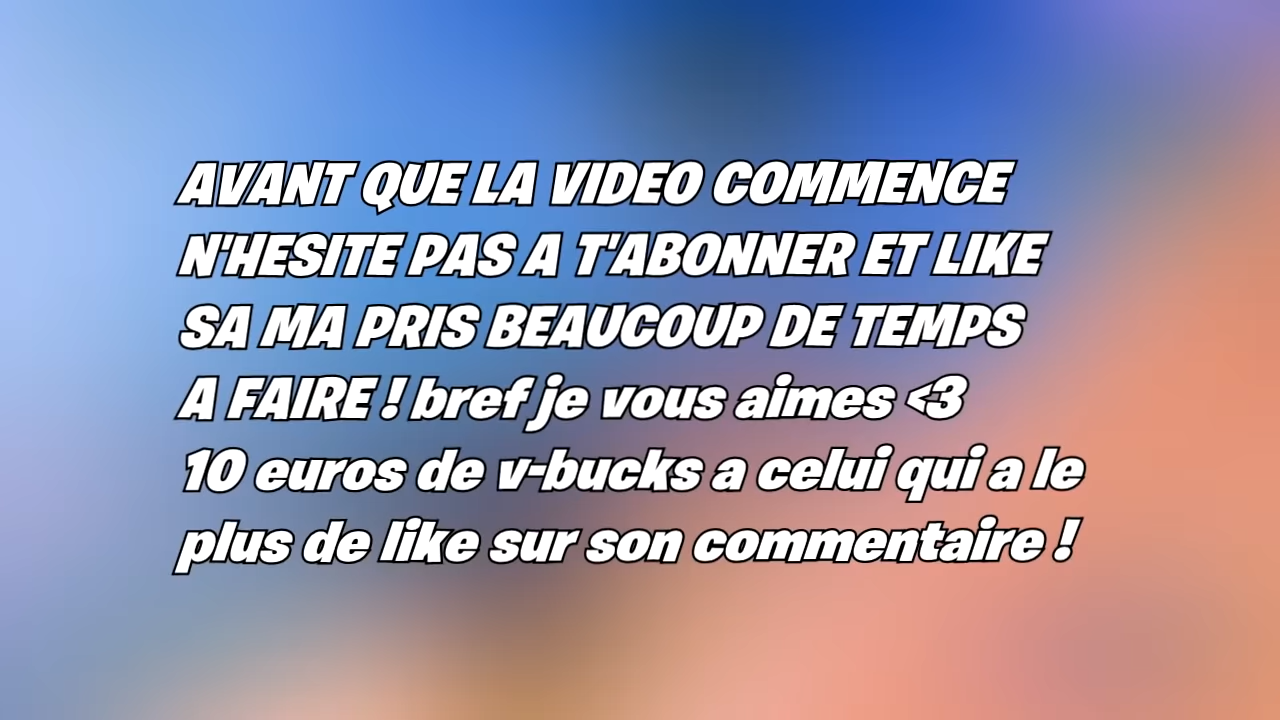 AVANT QUE LA VIDEO COMMENCE
N'HESITE PAS A T'ABONNER ET LIKE
SA MA PRIS BEAUCOUP DE TEMPS
A FAIRE ! bref je vous aimes <3
10 euros de v-bucks a celui qui a le
plus de like sur son commentaire !